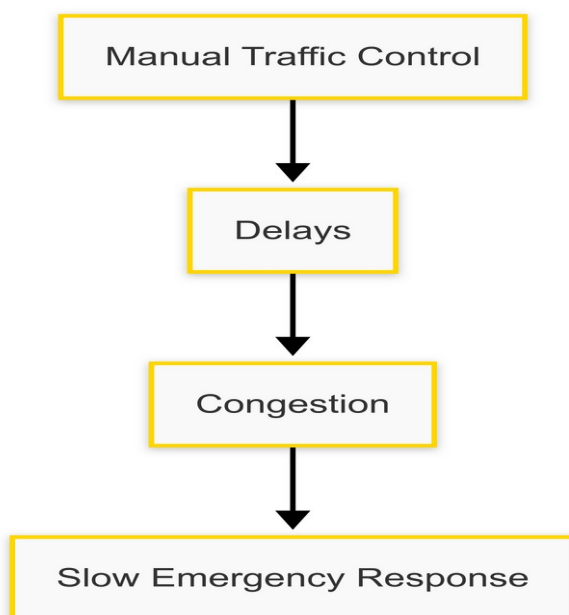 Manual Traffic Control
Delays
Congestion
Slow Emergency Response